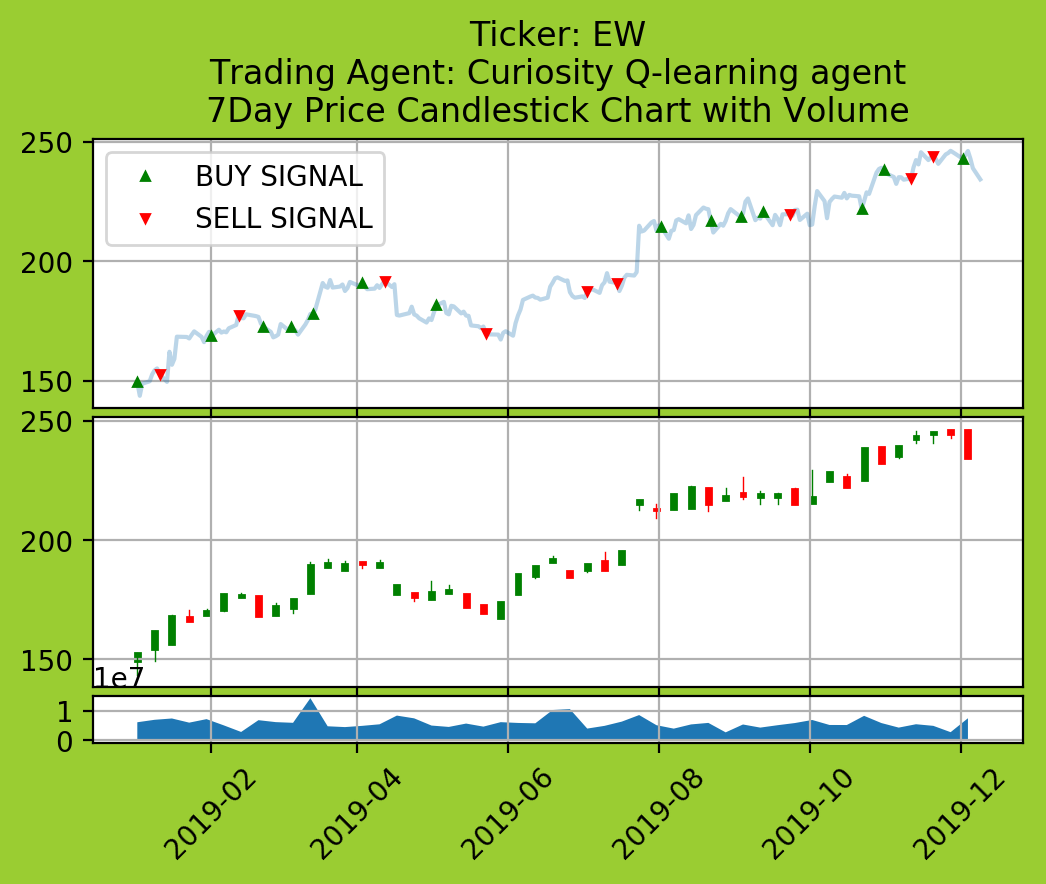 Ticker: EW
Trading Agent: Curiosity Q-learning agent
7Day Price Candlestick Chart with Volume
250
200
150
BUY SIGNAL
SELL SIGNAL
250
200
150
1e7
1
0
2019-02
2019-04
2019-06
2019-08
2019-10
2019-12